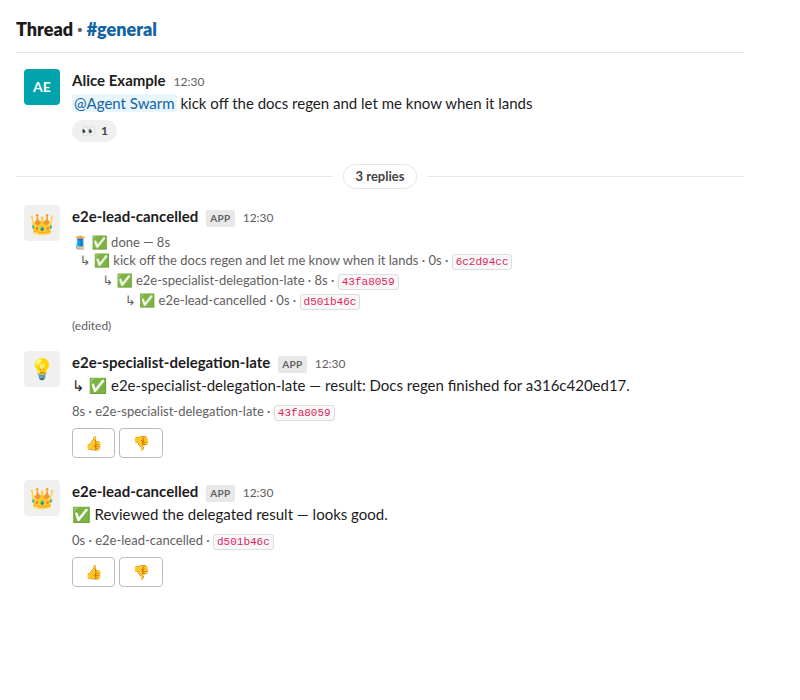 Thread • #general
AE
Alice Example 12:30
@Agent Swarm kick off the docs regen and let me know when it lands
👀 1
3 replies
e2e-lead-cancelled APP 12:30
🧵 ✅ done — 8s
↳ ✅ kick off the docs regen and let me know when it lands · 0s · 6c2d94cc
↳ ✅ e2e-specialist-delegation-late · 8s · 43fa8059
↳ ✅ e2e-lead-cancelled · 0s · d501b46c
(edited)
e2e-specialist-delegation-late APP 12:30
↳ ✅ e2e-specialist-delegation-late — result: Docs regen finished for a316c420ed17.
8s · e2e-specialist-delegation-late · 43fa8059
👍 👎
e2e-lead-cancelled APP 12:30
✅ Reviewed the delegated result — looks good.
0s · e2e-lead-cancelled · d501b46c
👍 👎